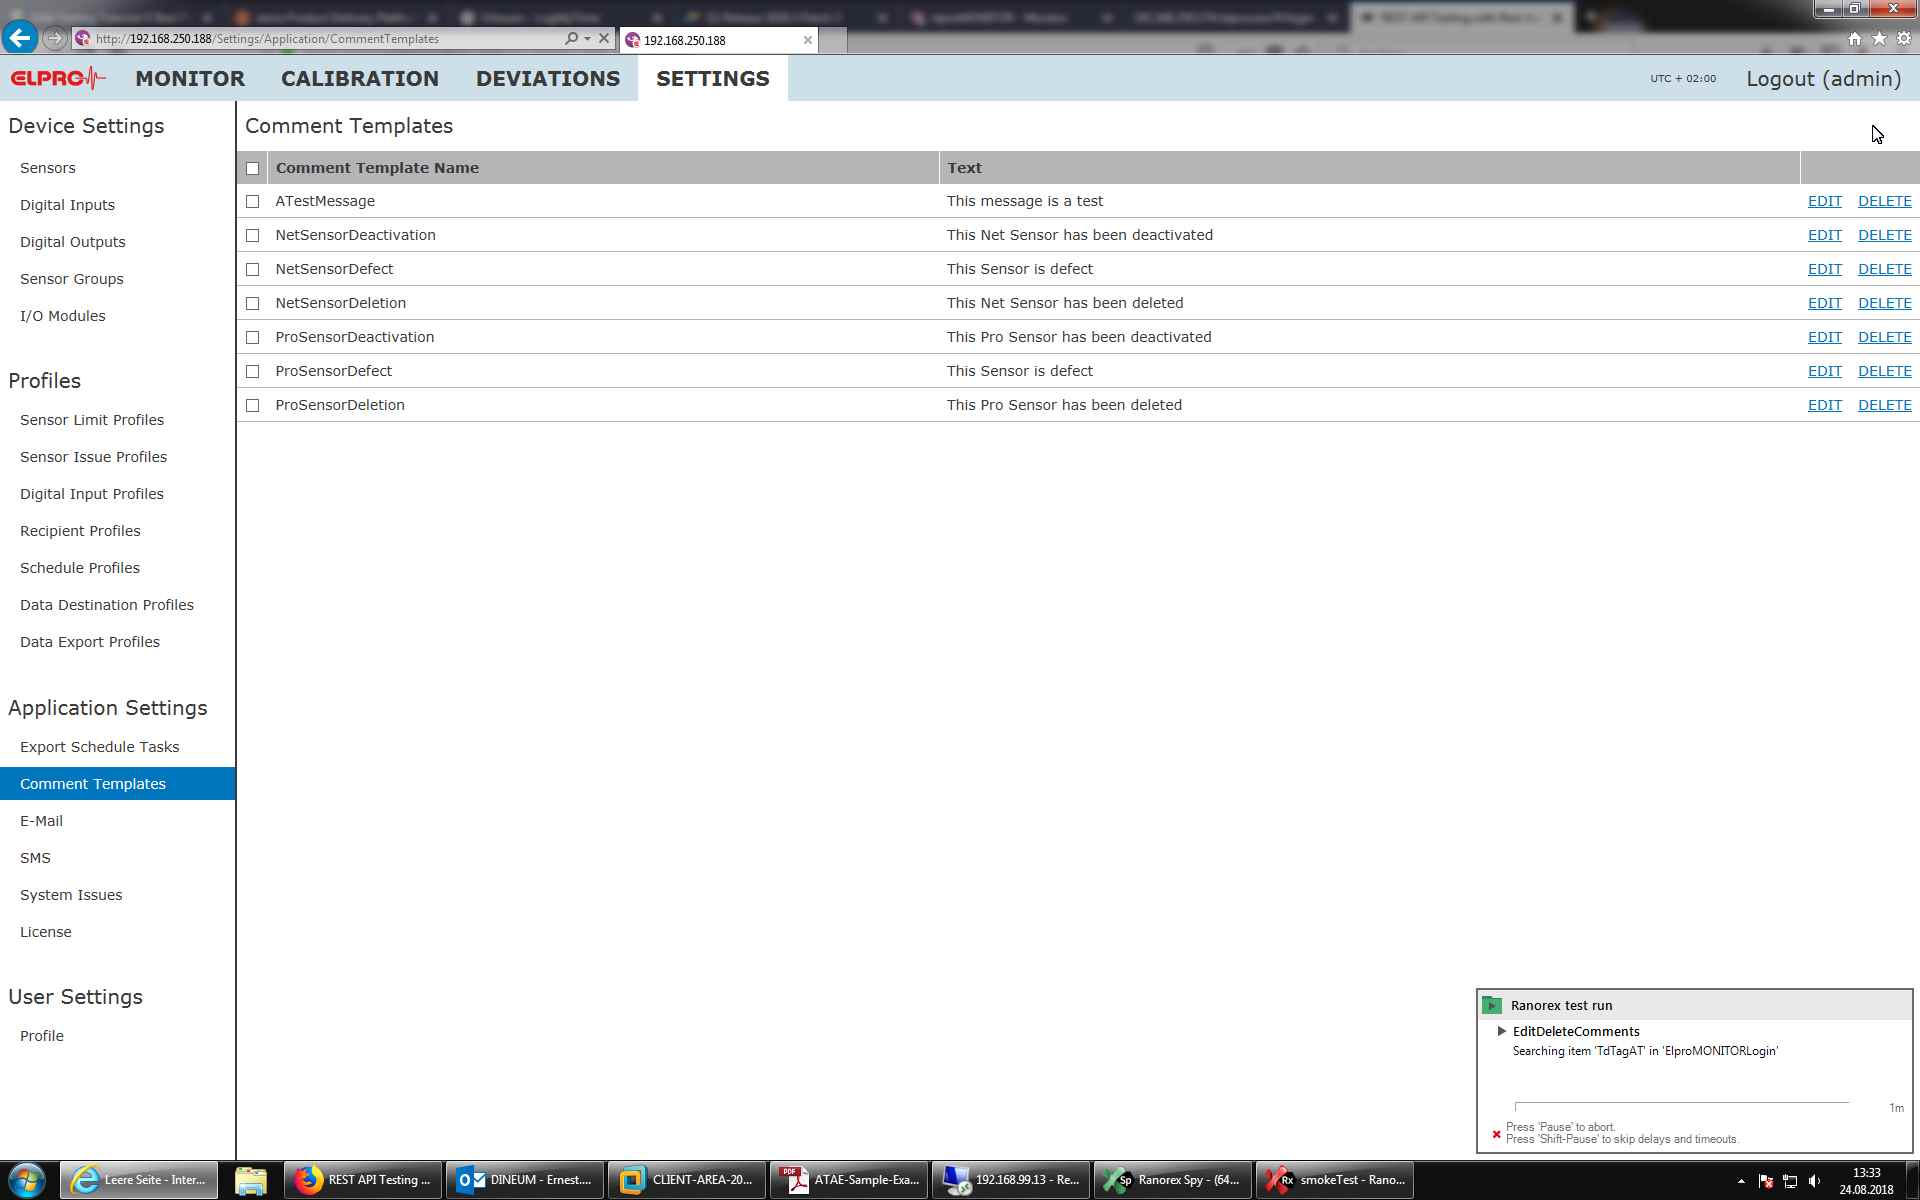 http://192.168.250.188/Settings/Application/CommentTemplates
192.168.250.188
ELPRO
MONITOR
CALIBRATION
DEVIATIONS
SETTINGS
UTC + 02:00
Logout (admin)
Device Settings
Sensors
Digital Inputs
Digital Outputs
Sensor Groups
I/O Modules
Profiles
Sensor Limit Profiles
Sensor Issue Profiles
Digital Input Profiles
Recipient Profiles
Schedule Profiles
Data Destination Profiles
Data Export Profiles
Application Settings
Export Schedule Tasks
Comment Templates
E-Mail
SMS
System Issues
License
User Settings
Profile
Comment Templates
Comment Template Name Text
ATestMessage This message is a test EDIT DELETE
NetSensorDeactivation This Net Sensor has been deactivated EDIT DELETE
NetSensorDefect This Sensor is defect EDIT DELETE
NetSensorDeletion This Net Sensor has been deleted EDIT DELETE
ProSensorDeactivation This Pro Sensor has been deactivated EDIT DELETE
ProSensorDefect This Sensor is defect EDIT DELETE
ProSensorDeletion This Pro Sensor has been deleted EDIT DELETE
Ranorex test run
EditDeleteComments
Searching item 'TdTagAT' in 'ElproMONITORLogin'
1m
Press 'Pause' to abort.
Press 'Shift-Pause' to skip delays and timeouts.
Leere Seite - Inter...
REST API Testing ...
DINEUM - Ernest....
CLIENT-AREA-20...
PDF
ATAE-Sample-Exa...
192.168.99.13 - Re...
Sp
Ranorex Spy - (64...
Rx
smokeTest - Rano...
13:33
24.08.2018